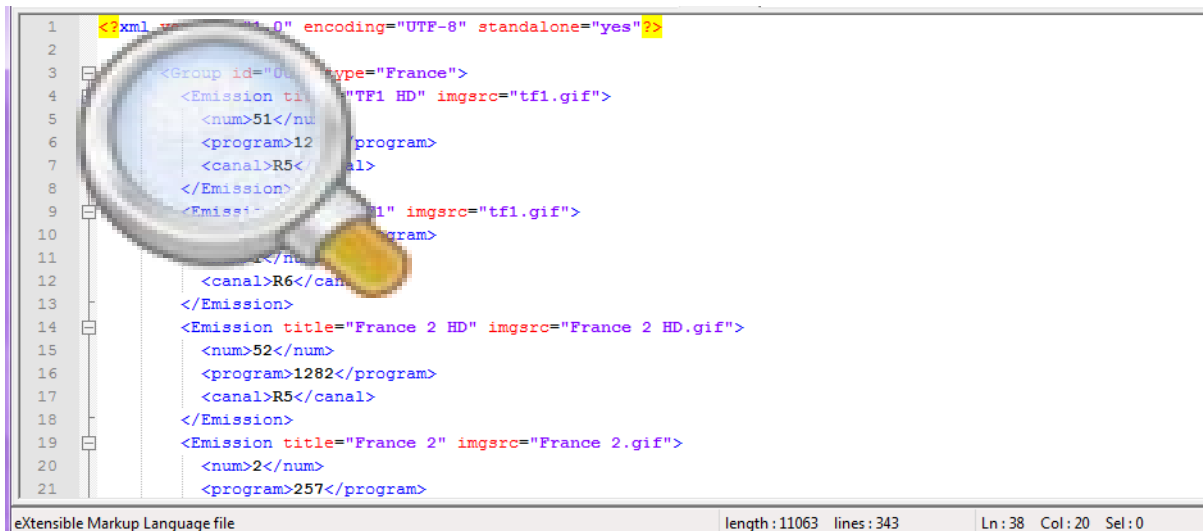 1 <?xml "1.0" encoding="UTF-8" standalone="yes"?>
2
3 <Group id="0 type="France">
4 <Emission ti "TF1 HD" imgsrc="tf1.gif">
5 <num>51</nu
6 <program>12 /program>
7 <canal>R5</ al>
8 </Emission>
9 <Emiss 1" imgsrc="tf1.gif">
10 gram>
11 </nu
12 <canal>R6</can
13 </Emission>
14 <Emission title="France 2 HD" imgsrc="France 2 HD.gif">
15 <num>52</num>
16 <program>1282</program>
17 <canal>R5</canal>
18 </Emission>
19 <Emission title="France 2" imgsrc="France 2.gif">
20 <num>2</num>
21 <program>257</program>
eXtensible Markup Language file length : 11063 lines : 343 Ln : 38 Col : 20 Sel : 0